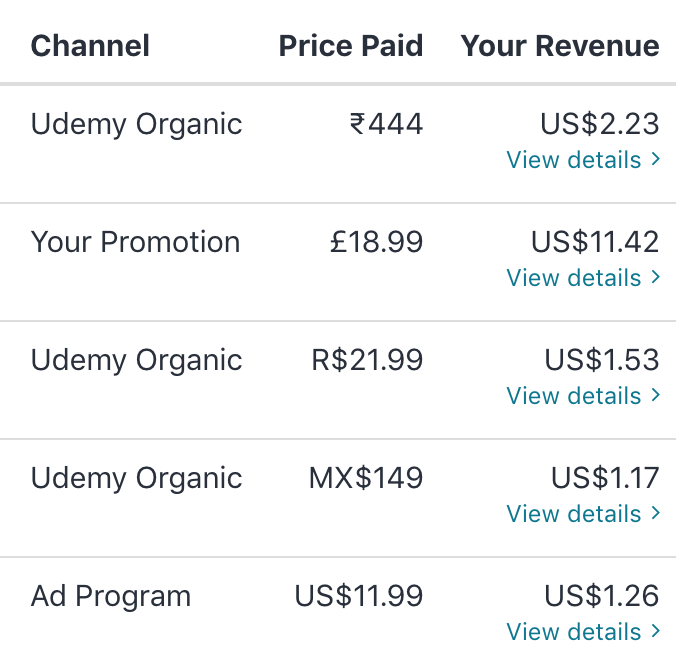 Channel Price Paid Your Revenue
Udemy Organic ₹444 US$2.23
View details >
Your Promotion £18.99 US$11.42
View details >
Udemy Organic R$21.99 US$1.53
View details >
Udemy Organic MX$149 US$1.17
View details >
Ad Program US$11.99 US$1.26
View details >